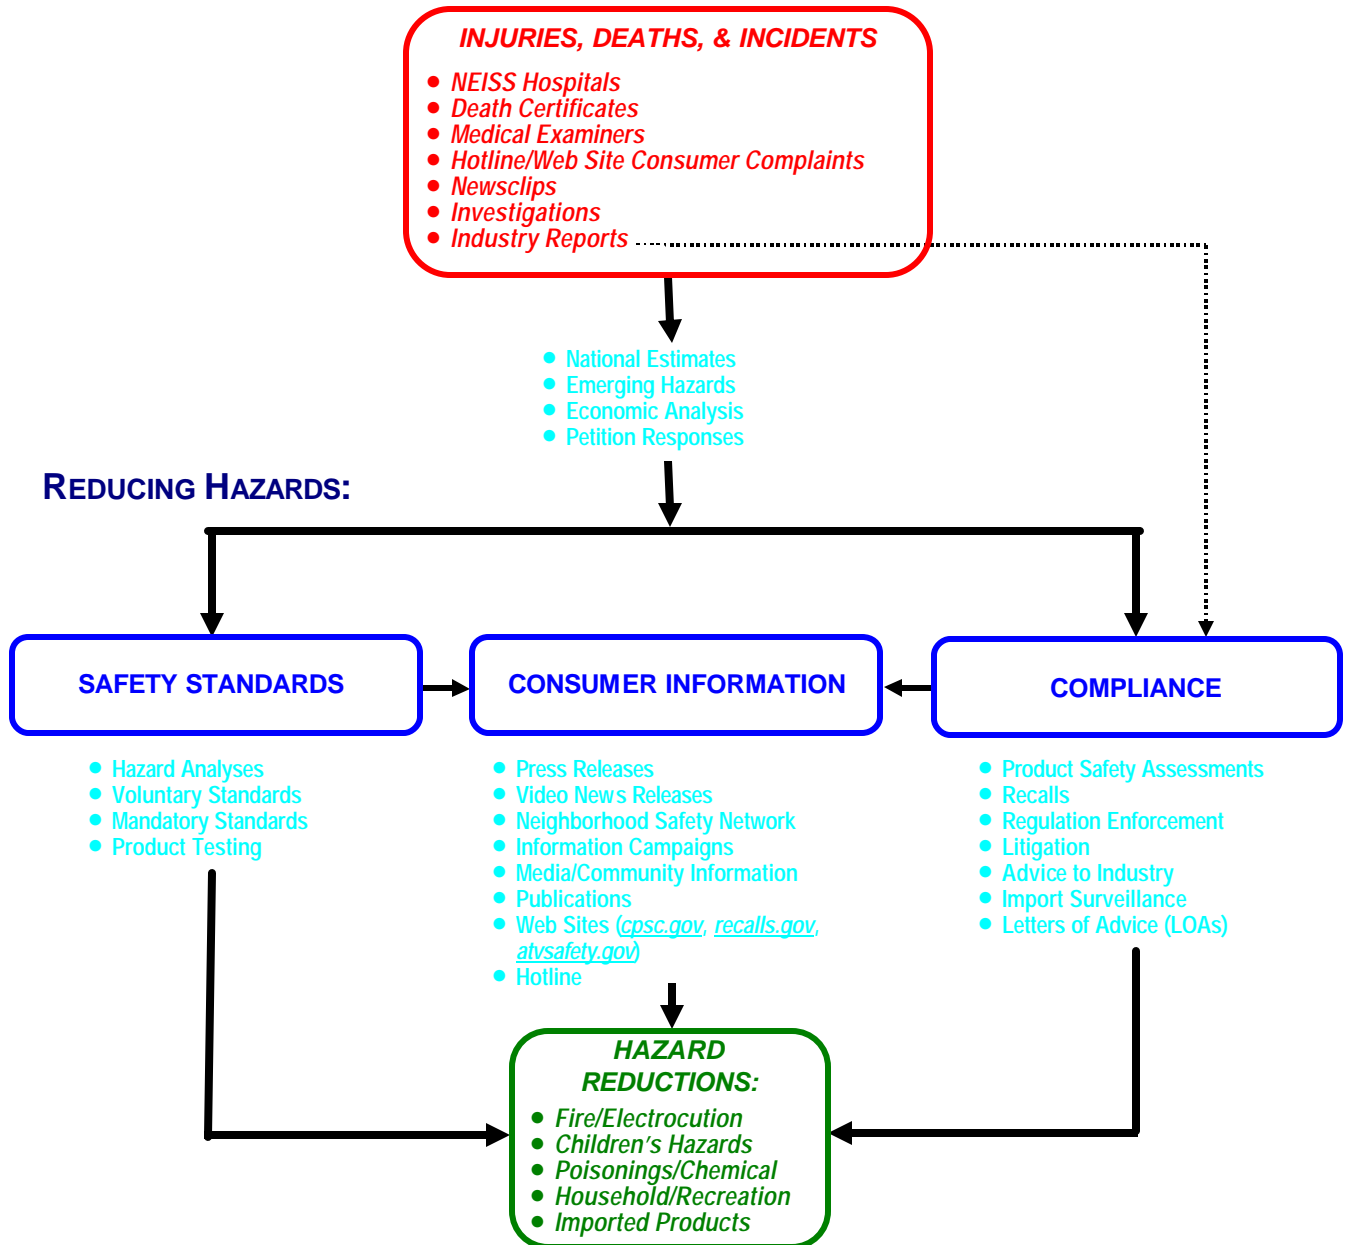 INJURIES, DEATHS, & INCIDENTS
• NEISS Hospitals
• Death Certificates
• Medical Examiners
• Hotline/Web Site Consumer Complaints
• Newsclips
• Investigations
• Industry Reports
• National Estimates
• Emerging Hazards
• Economic Analysis
• Petition Responses
REDUCING HAZARDS:
SAFETY STANDARDS
• Hazard Analyses
• Voluntary Standards
• Mandatory Standards
• Product Testing
CONSUMER INFORMATION
• Press Releases
• Video News Releases
• Neighborhood Safety Network
• Information Campaigns
• Media/Community Information
• Publications
• Web Sites (cpsc.gov, recalls.gov,
atvsafety.gov)
• Hotline
COMPLIANCE
• Product Safety Assessments
• Recalls
• Regulation Enforcement
• Litigation
• Advice to Industry
• Import Surveillance
• Letters of Advice (LOAs)
HAZARD
REDUCTIONS:
• Fire/Electrocution
• Children's Hazards
• Poisonings/Chemical
• Household/Recreation
• Imported Products